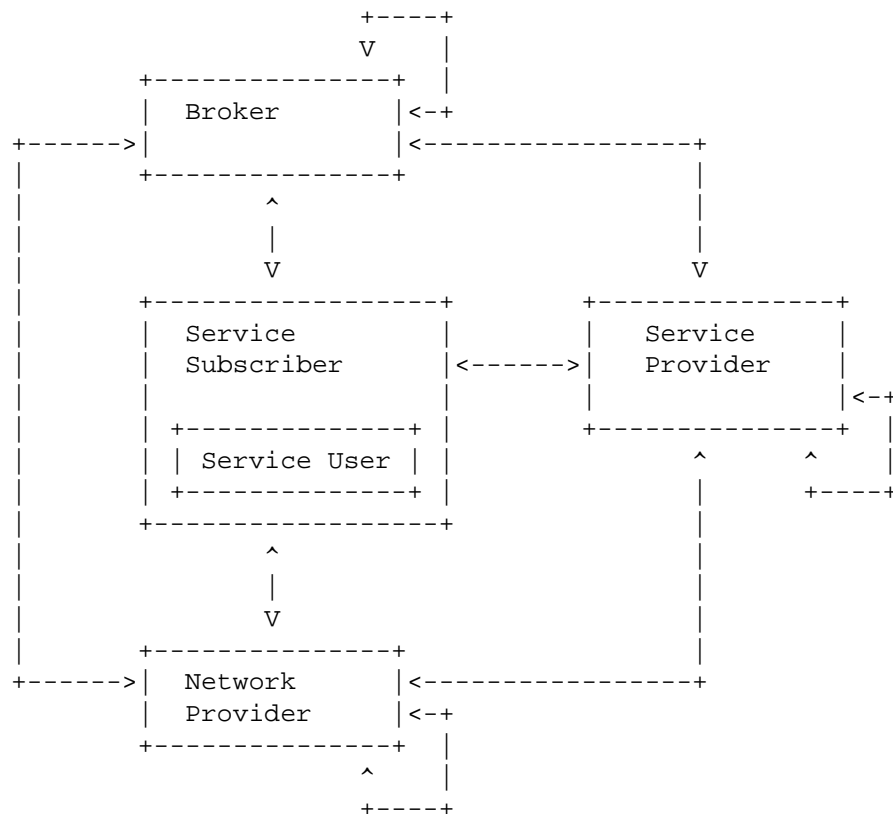 Broker
Service Subscriber
Service User
Service Provider
Network Provider